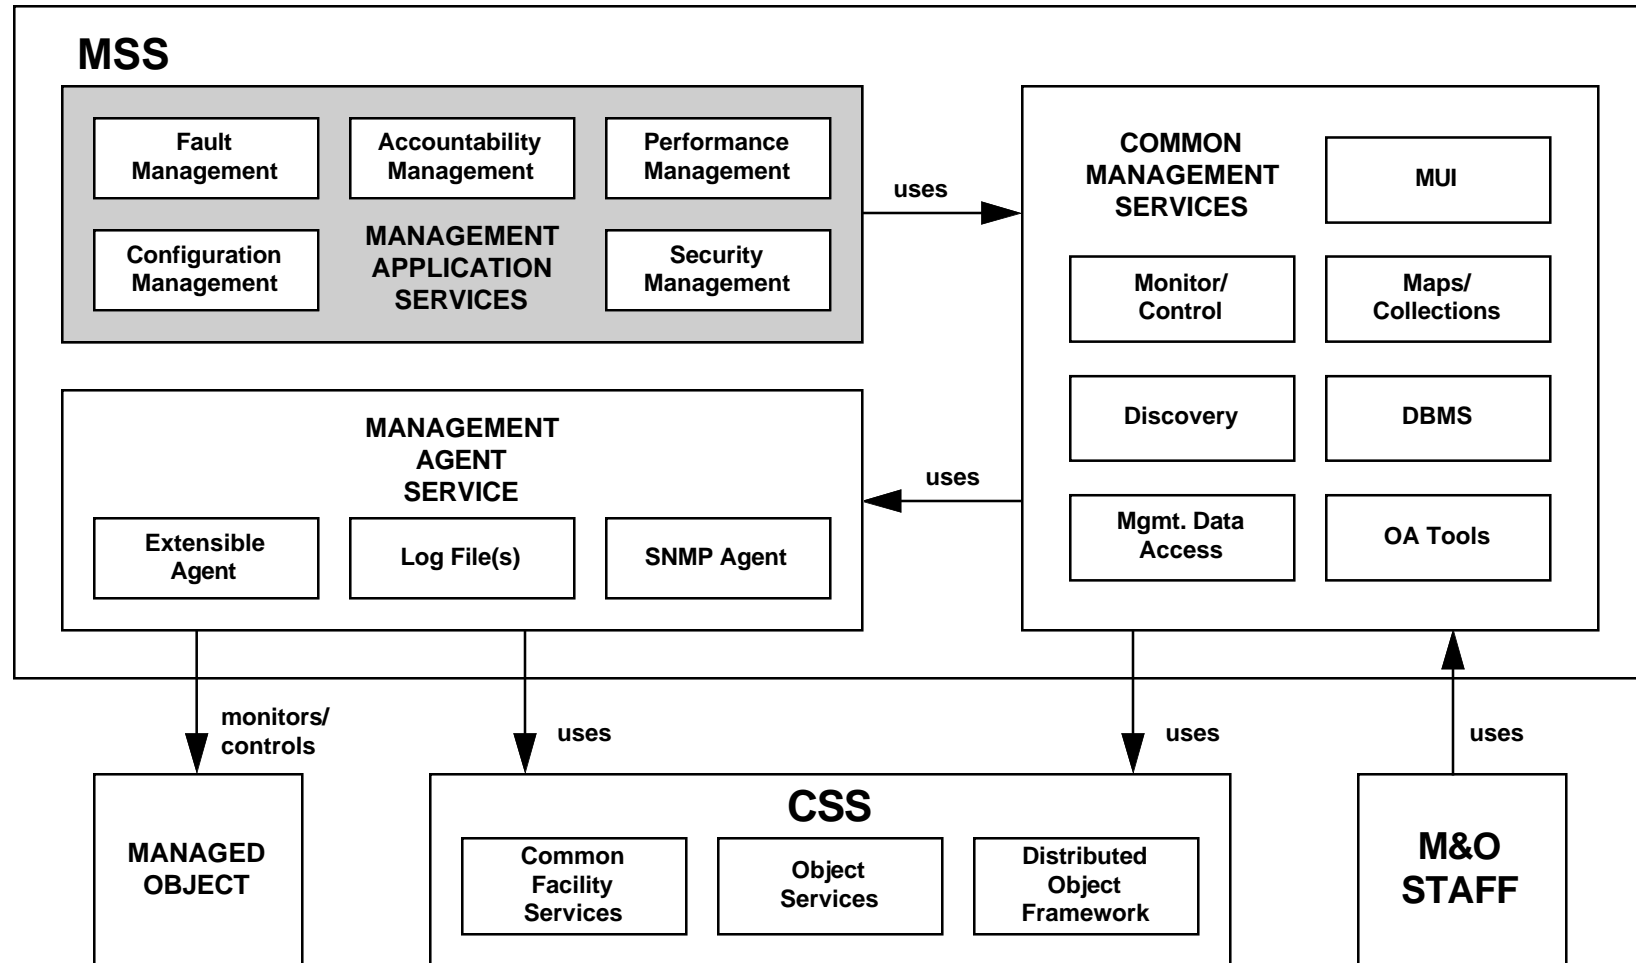 MSS
Fault
Management
Accountability
Management
Performance
Management
Configuration
Management
MANAGEMENT
APPLICATION
SERVICES
Security
Management
uses
COMMON
MANAGEMENT
SERVICES
MUI
Monitor/
Control
Maps/
Collections
Discovery
DBMS
Mgmt. Data
Access
OA Tools
MANAGEMENT
AGENT
SERVICE
Extensible
Agent
Log File(s)
SNMP Agent
uses
monitors/
controls
uses
uses
uses
MANAGED
OBJECT
CSS
Common
Facility
Services
Object
Services
Distributed
Object
Framework
M&O
STAFF